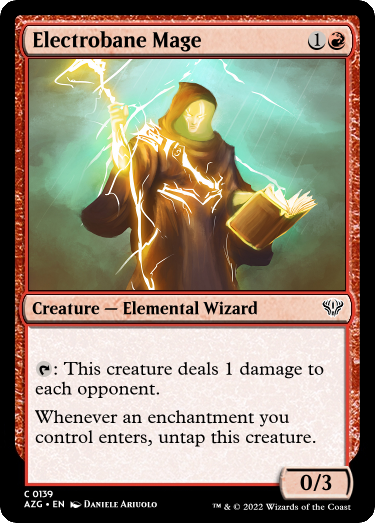 Electrobane Mage 1
Creature — Elemental Wizard
: This creature deals 1 damage to
each opponent.
Whenever an enchantment you
control enters, untap this creature.
0/3
C 0139
AZG • EN Daniele Ariuolo
™ & © 2022 Wizards of the Coast